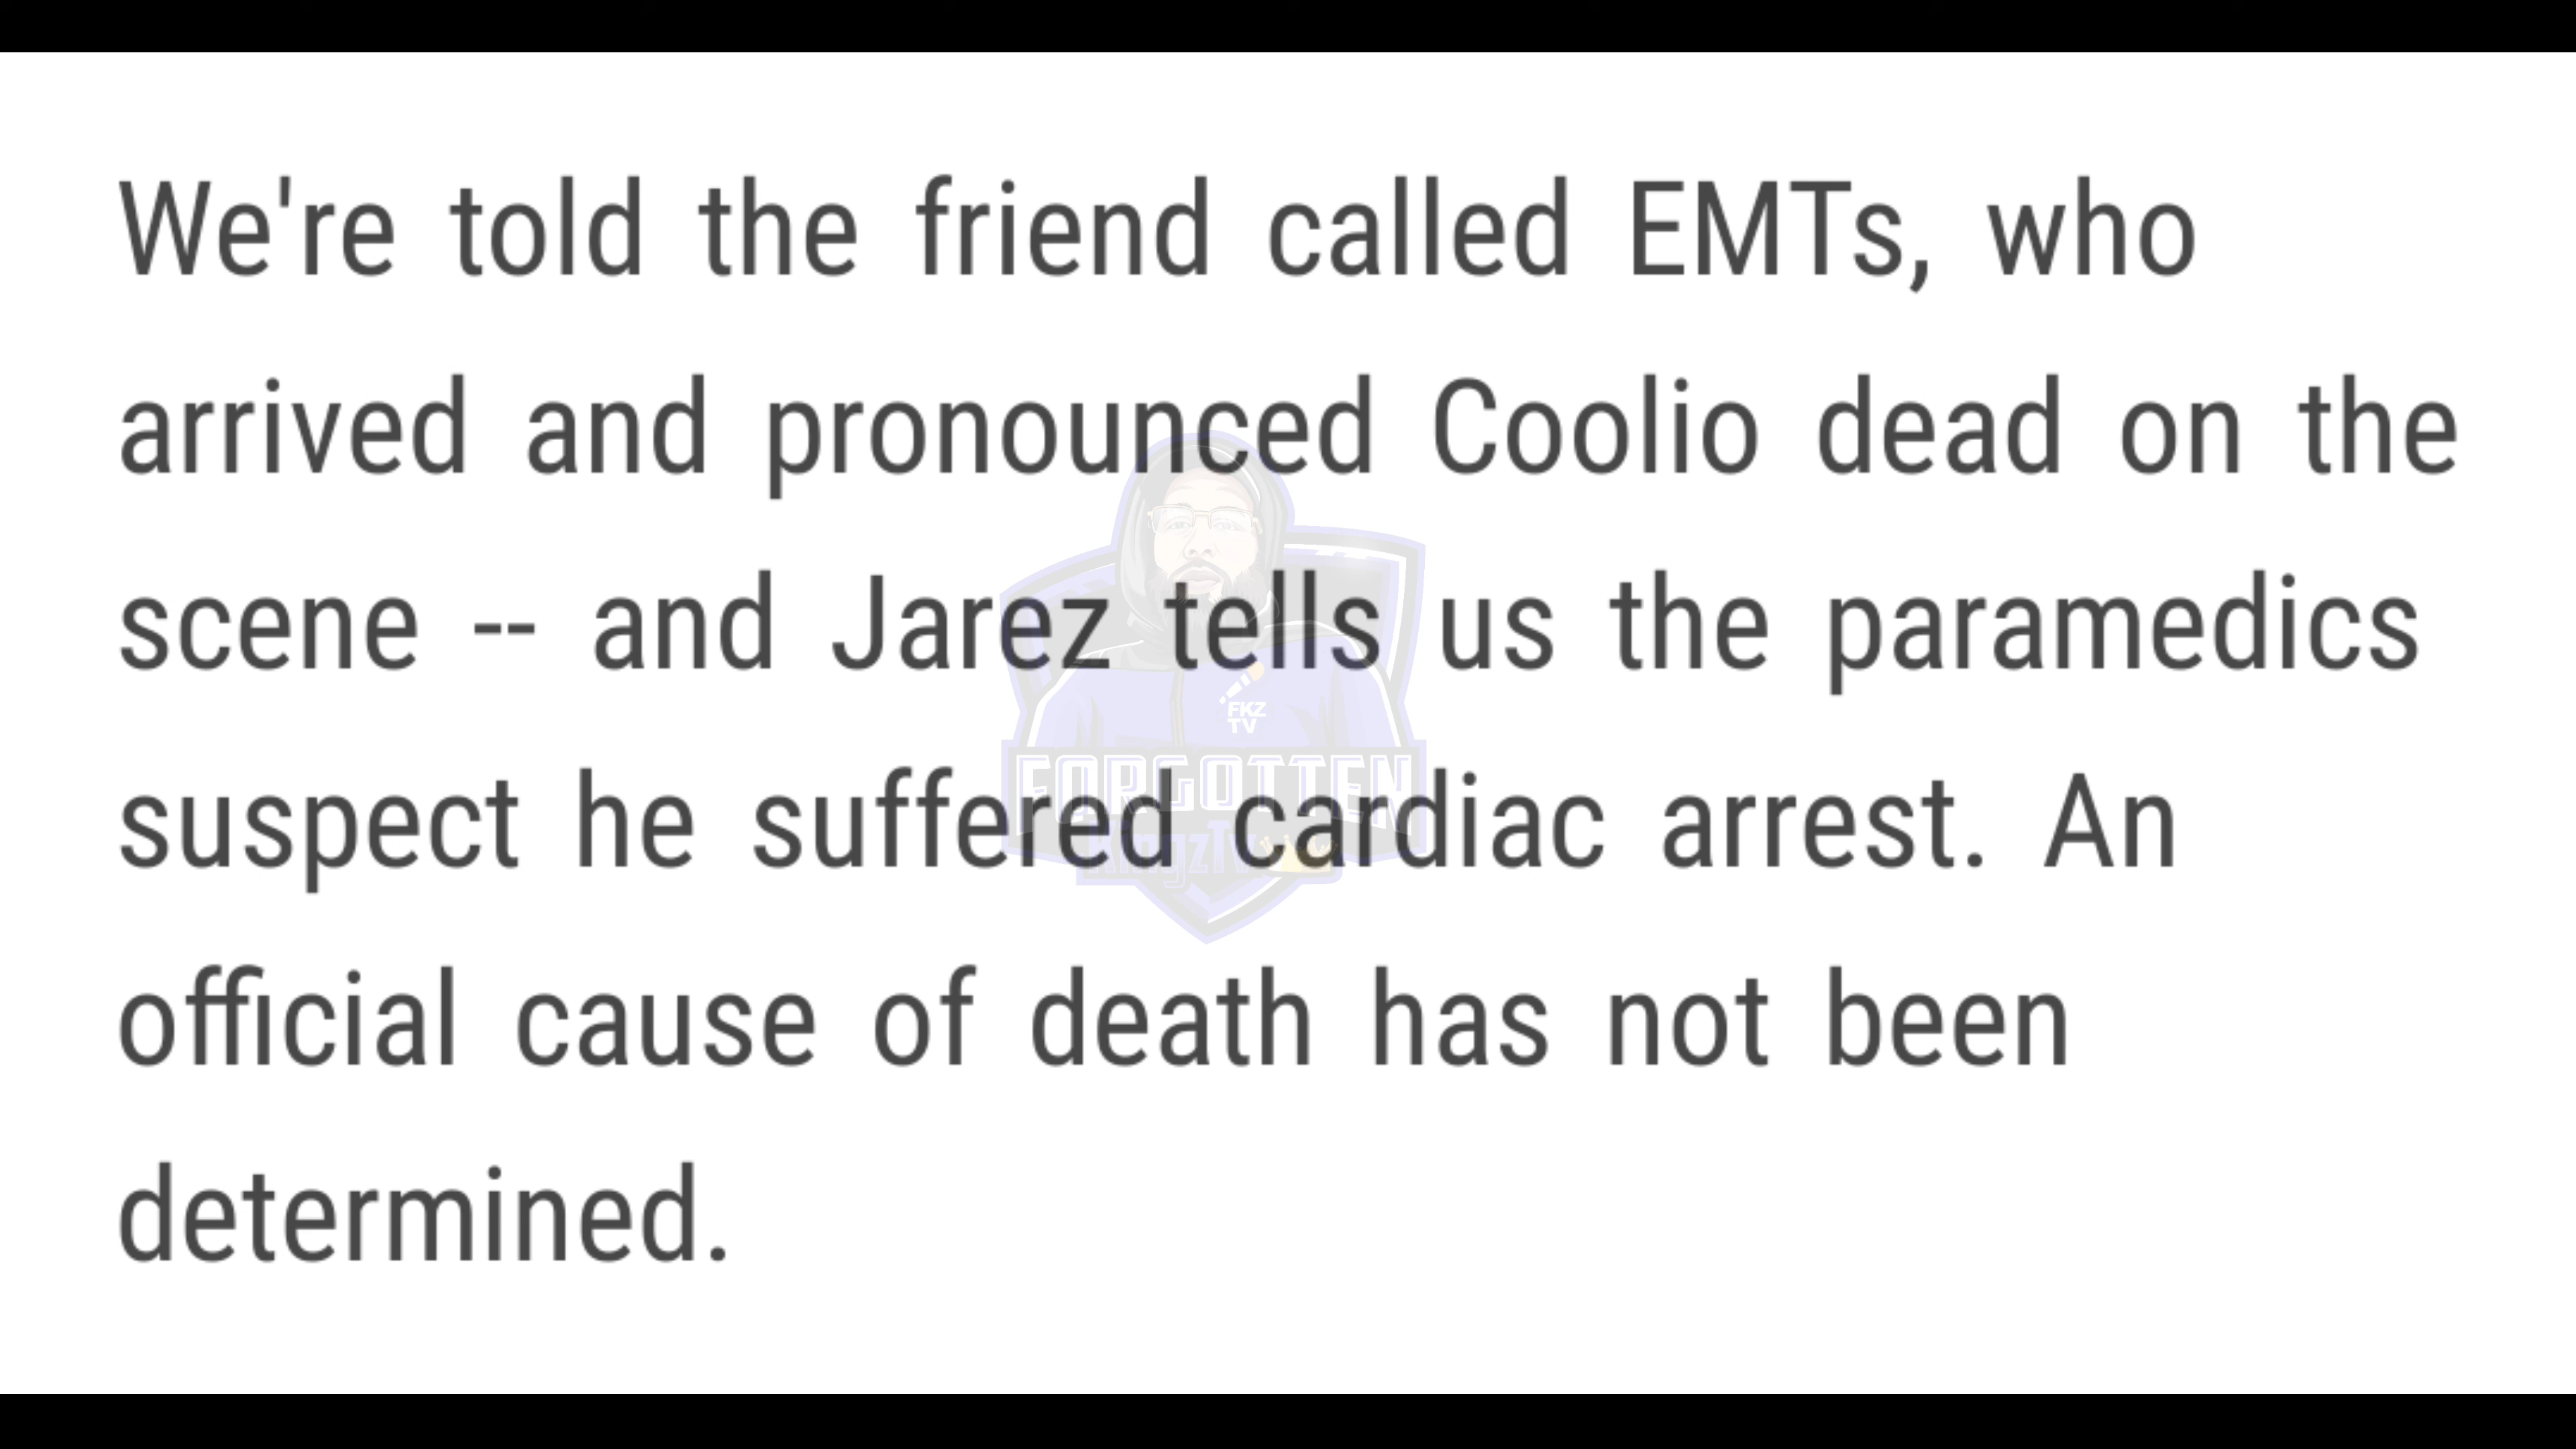 We're told the friend called EMTs, who
arrived and pronounced Coolio dead on the
scene -- and Jarez tells us the paramedics
FKZ
TV
FORGOTTEN
suspect he suffered cardiac arrest. An
KingzTV
official cause of death has not been
determined.